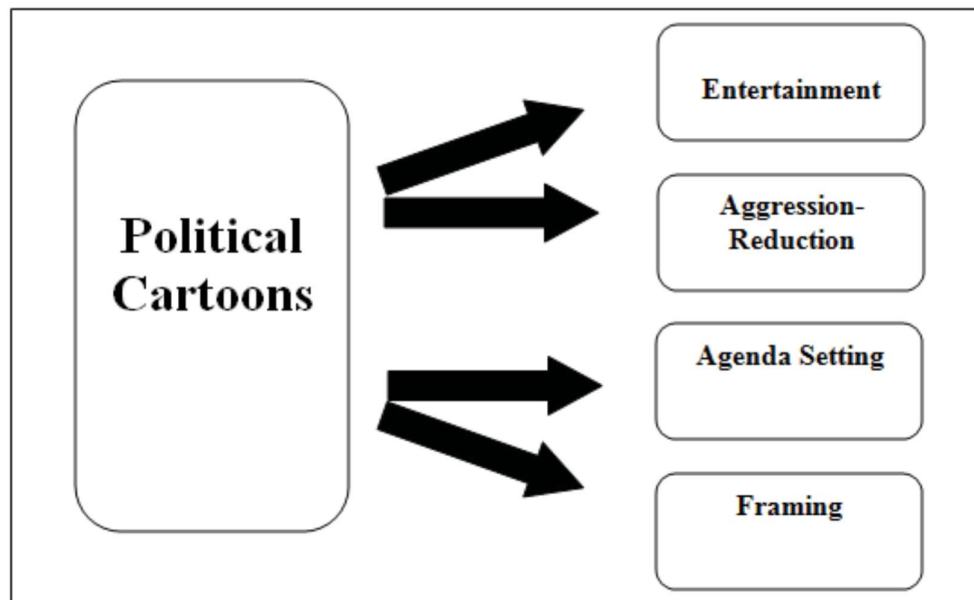 Political
Cartoons
Entertainment
Aggression-
Reduction
Agenda Setting
Framing